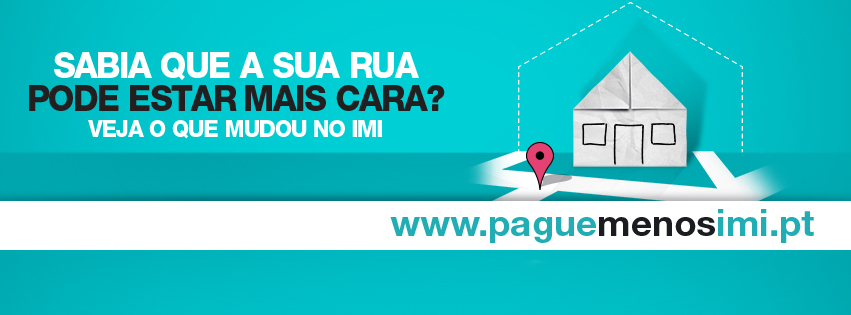 SABIA QUE A SUA RUA
PODE ESTAR MAIS CARA?
VEJA O QUE MUDOU NO IMI
www.paguemenosimi.pt